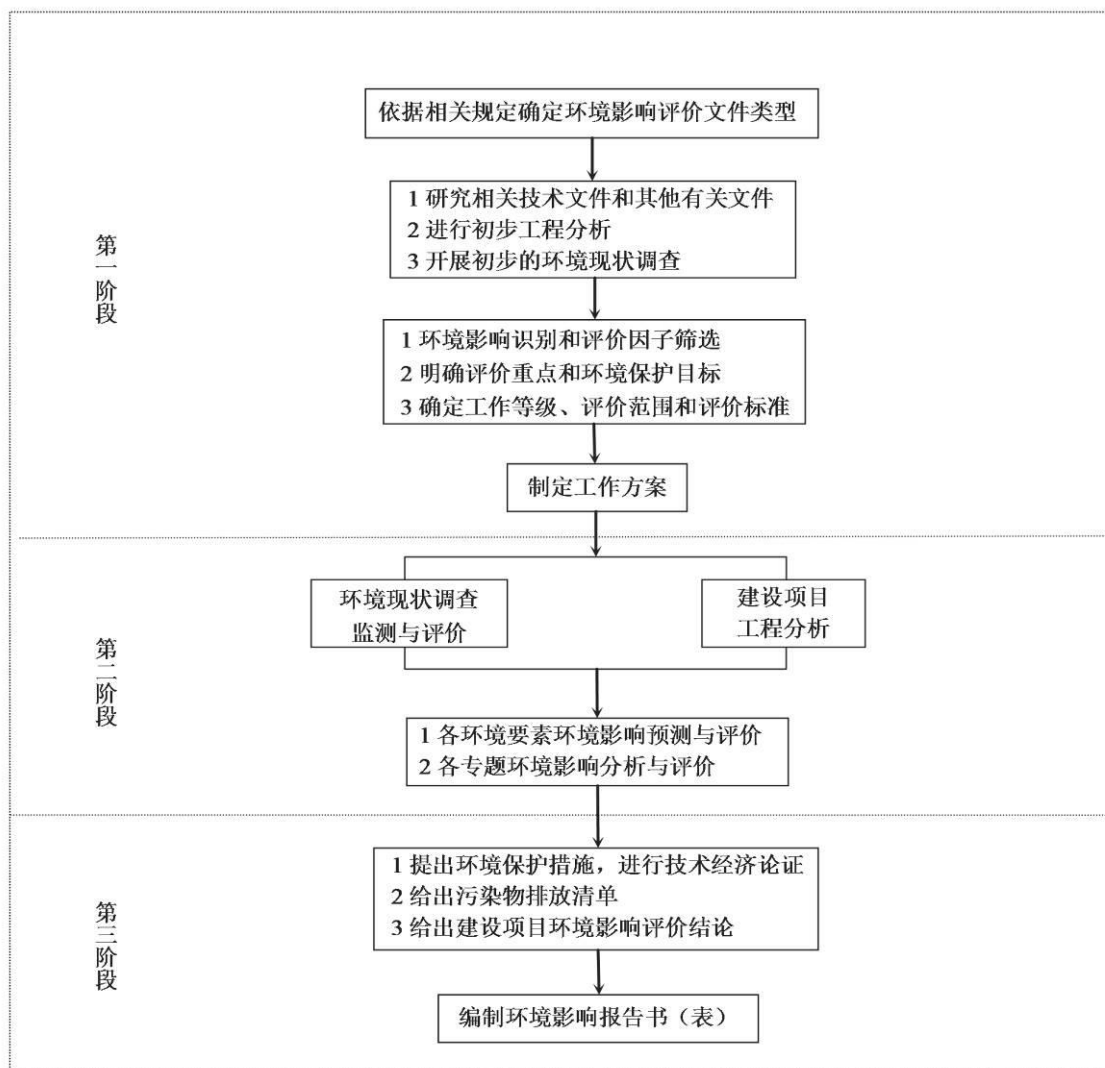 依据相关规定确定环境影响评价文件类型
1 研究相关技术文件和其他有关文件
2 进行初步工程分析
3 开展初步的环境现状调查
第一阶段
1 环境影响识别和评价因子筛选
2 明确评价重点和环境保护目标
3 确定工作等级、评价范围和评价标准
制定工作方案
环境现状调查
监测与评价
建设项目
工程分析
第二阶段
1 各环境要素环境影响预测与评价
2 各专题环境影响分析与评价
1 提出环境保护措施，进行技术经济论证
2 给出污染物排放清单
3 给出建设项目环境影响评价结论
第三阶段
编制环境影响报告书（表）